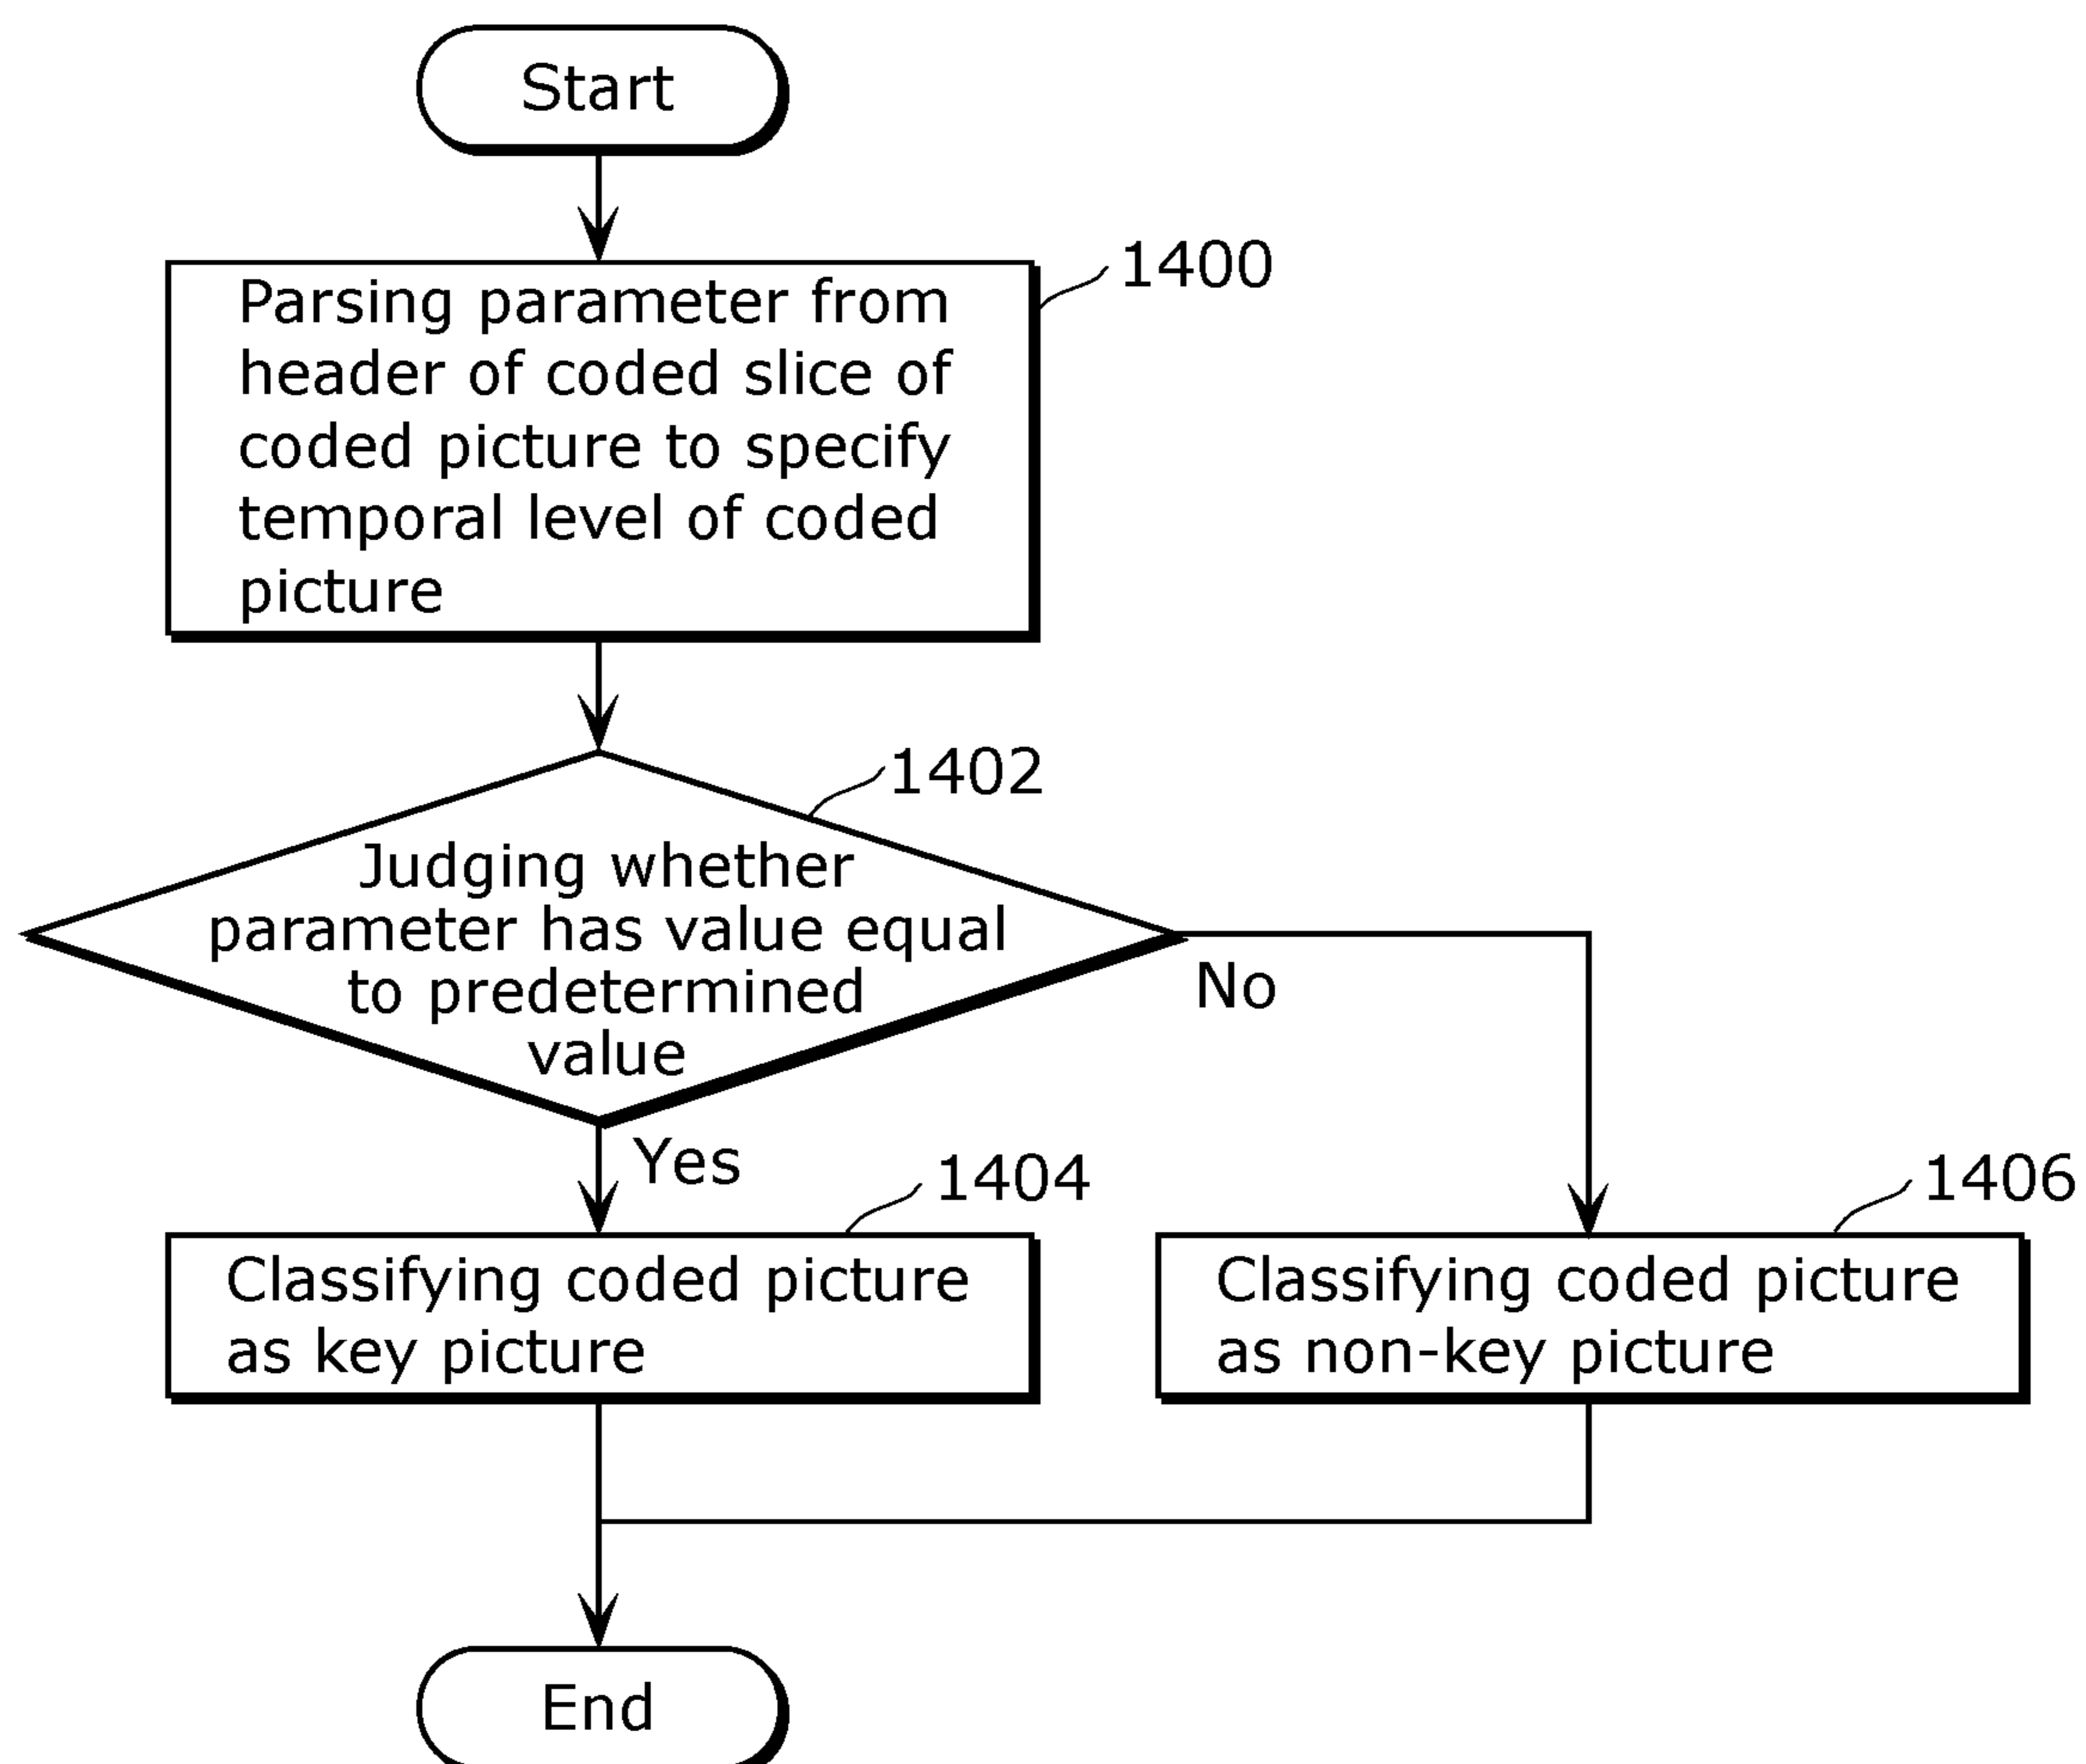 Start
1400
Parsing parameter from
header of coded slice of
coded picture to specify
temporal level of coded
picture
1402
Judging whether
parameter has value equal
to predetermined
value
No
Yes
1404
Classifying coded picture
as key picture
1406
Classifying coded picture
as non-key picture
End